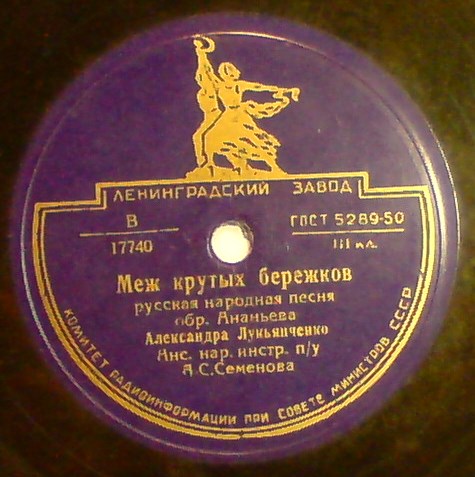 ЛЕНИНГРАДСКИЙ ЗАВОД
В
17740
ГОСТ 5289-50
III кл.
Меж крутых бережков
русская народная песня
обр. Ананьева
Александра Лукьянченко
Анс. нар. инстр. п/у
А.С.Семенова
КОМИТЕТ РАДИОИНФОРМАЦИИ ПРИ СОВЕТЕ МИНИСТРОВ СССР